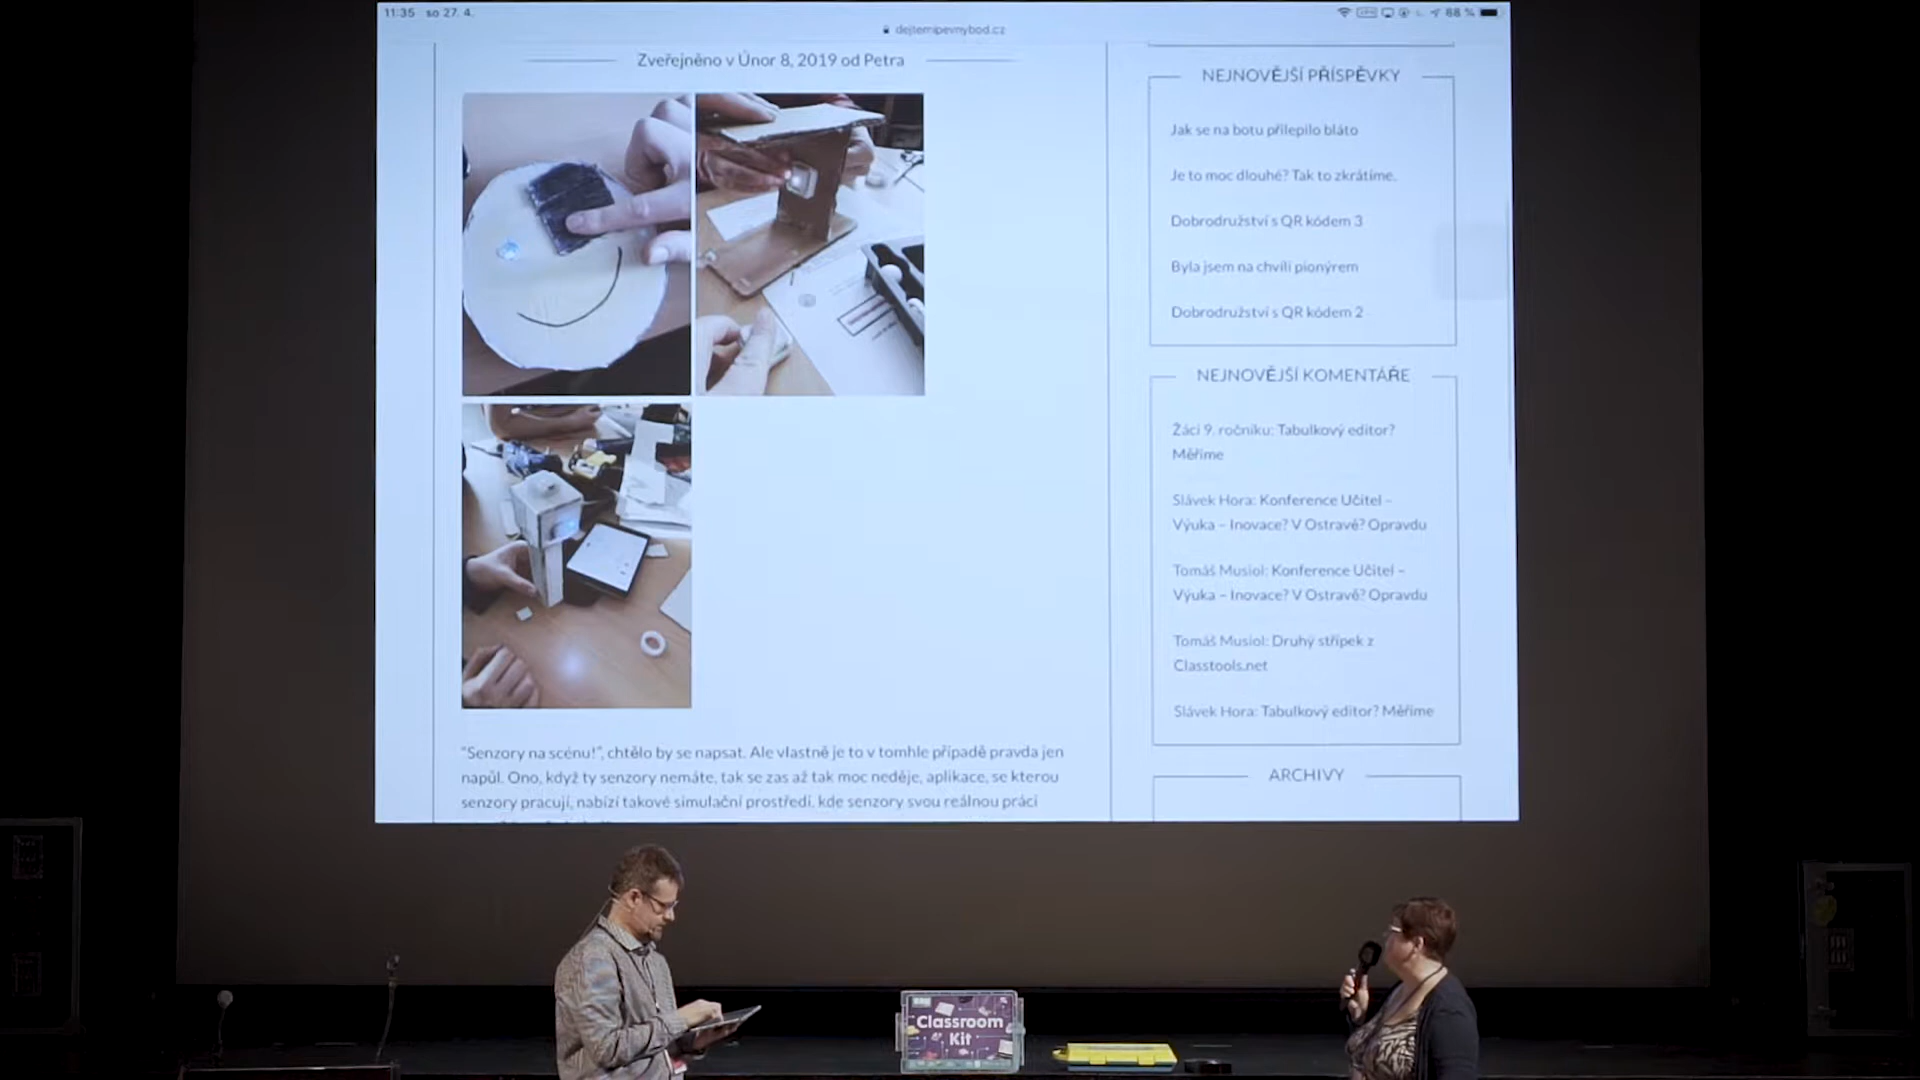 11:35 so 27. 4.
88 %
dejtemipevnybod.cz
Zveřejněno v Únor 8, 2019 od Petra
"Senzory na scénu!", chtělo by se napsat. Ale vlastně je to v tomhle případě pravda jen
napůl. Ono, když ty senzory nemáte, tak se zas až tak moc neděje, aplikace, se kterou
senzory pracují, nabízí takové simulační prostředí, kde senzory svou reálnou práci
NEJNOVĚJŠÍ PŘÍSPĚVKY
Jak se na botu přilepilo bláto
Je to moc dlouhé? Tak to zkrátíme.
Dobrodružství s QR kódem 3
Byla jsem na chvíli pionýrem
Dobrodružství s QR kódem 2
NEJNOVĚJŠÍ KOMENTÁŘE
Žáci 9. ročníku: Tabulkový editor?
Měříme
Slávek Hora: Konference Učitel –
Výuka – Inovace? V Ostravě? Opravdu
Tomáš Musiol: Konference Učitel –
Výuka – Inovace? V Ostravě? Opravdu
Tomáš Musiol: Druhý střípek z
Classtools.net
Slávek Hora: Tabulkový editor? Měříme
ARCHIVY
Classroom
Kit